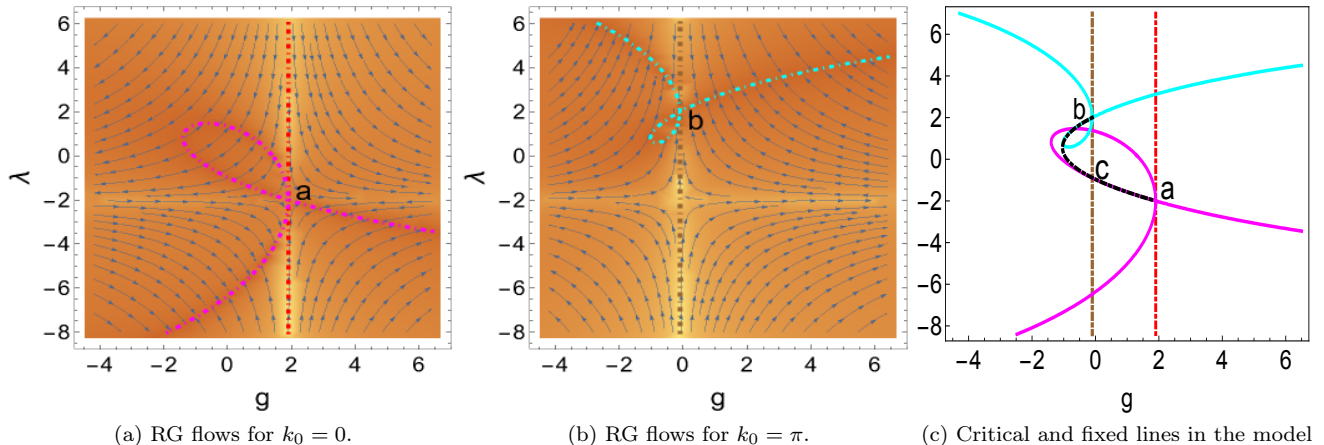 6
4
2
0
−2
−4
−6
−8
λ
a
−4 −2 0 2 4 6
g
(a) RG flows for k₀ = 0.
6
4
2
0
−2
−4
−6
−8
λ
b
−4 −2 0 2 4 6
g
(b) RG flows for k₀ = π.
6
4
2
0
−2
−4
−6
−8
b
c
a
−4 −2 0 2 4 6
g
(c) Critical and fixed lines in the model